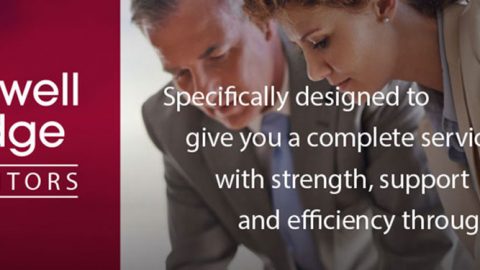 well
dge
TORS
Specifically designed to
give you a complete servic
with strength, support
and efficiency throug